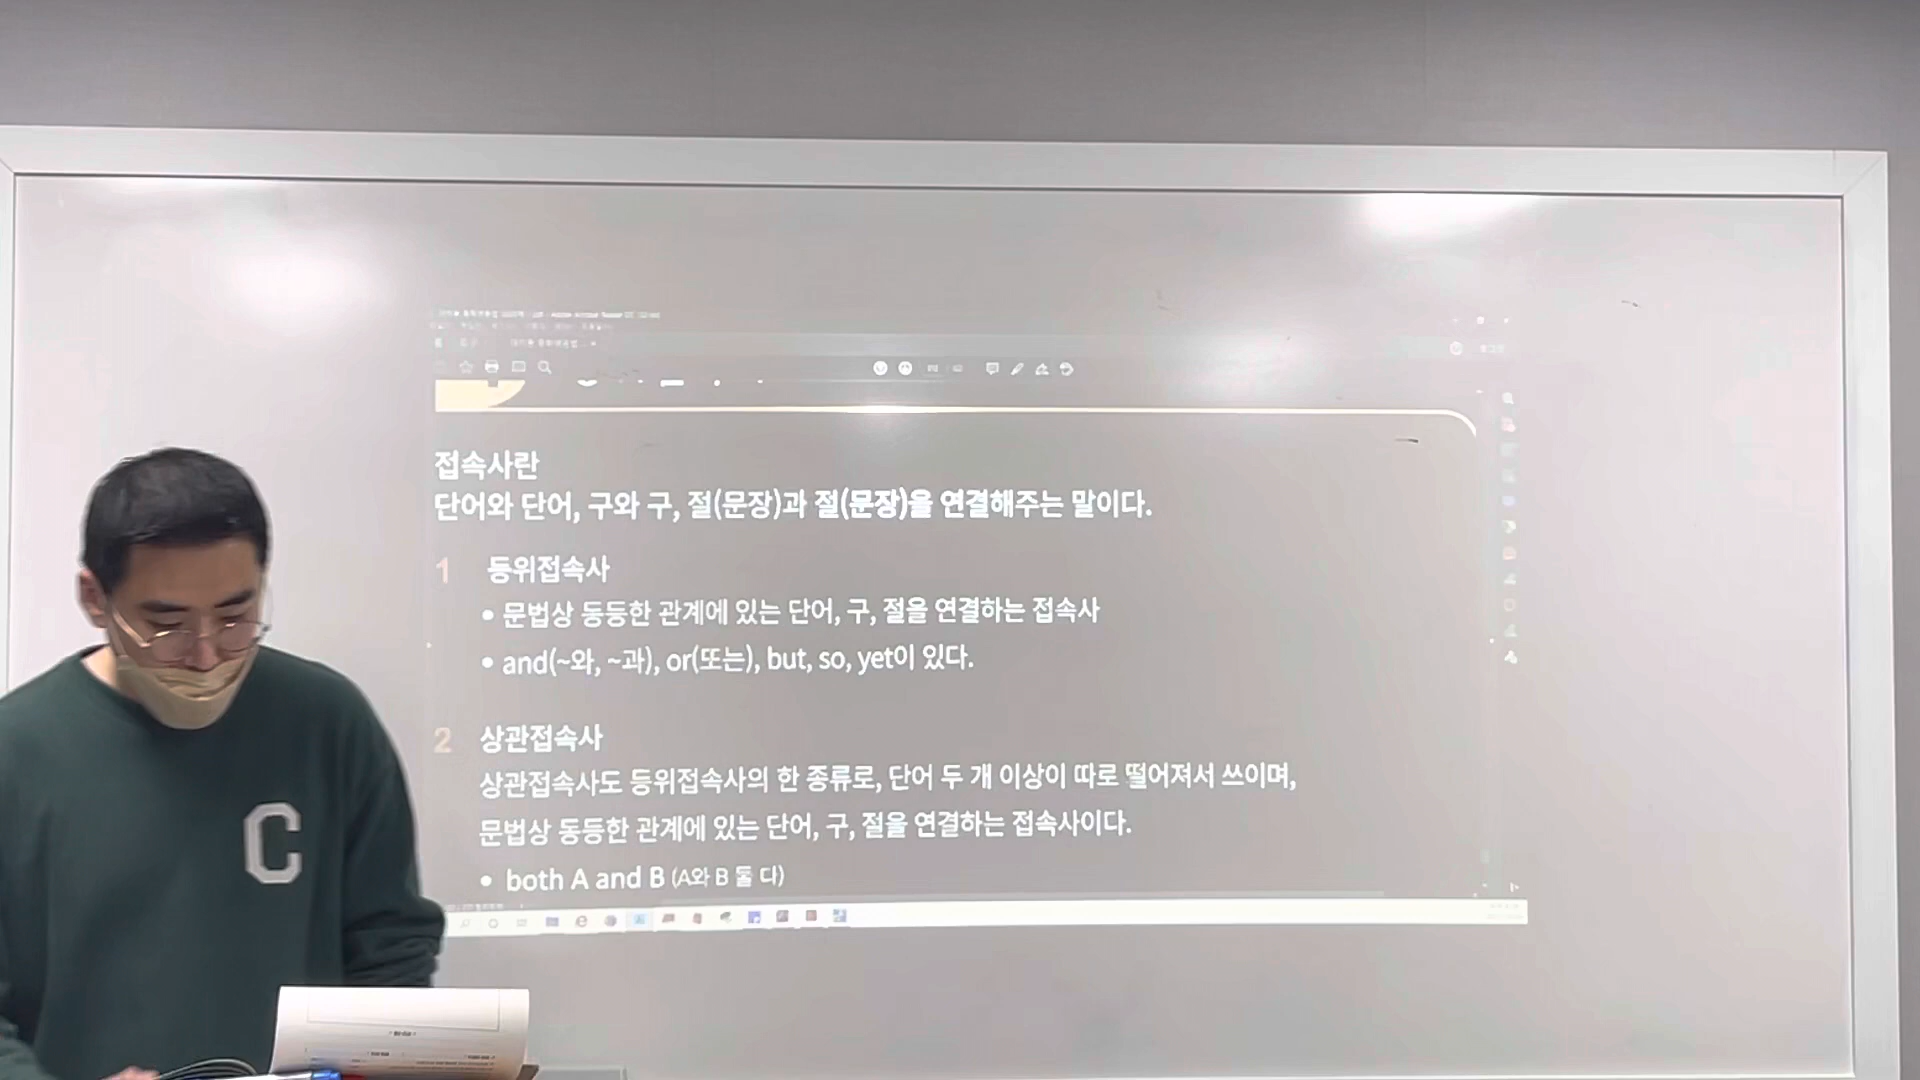 접속사란
단어와 단어, 구와 구, 절(문장)과 절(문장)을 연결해주는 말이다.
1 등위접속사
• 문법상 동등한 관계에 있는 단어, 구, 절을 연결하는 접속사
• and(~와, ~과), or(또는), but, so, yet이 있다.
2 상관접속사
상관접속사도 등위접속사의 한 종류로, 단어 두 개 이상이 따로 떨어져서 쓰이며,
문법상 동등한 관계에 있는 단어, 구, 절을 연결하는 접속사이다.
• both A and B (A와 B 둘 다)
C